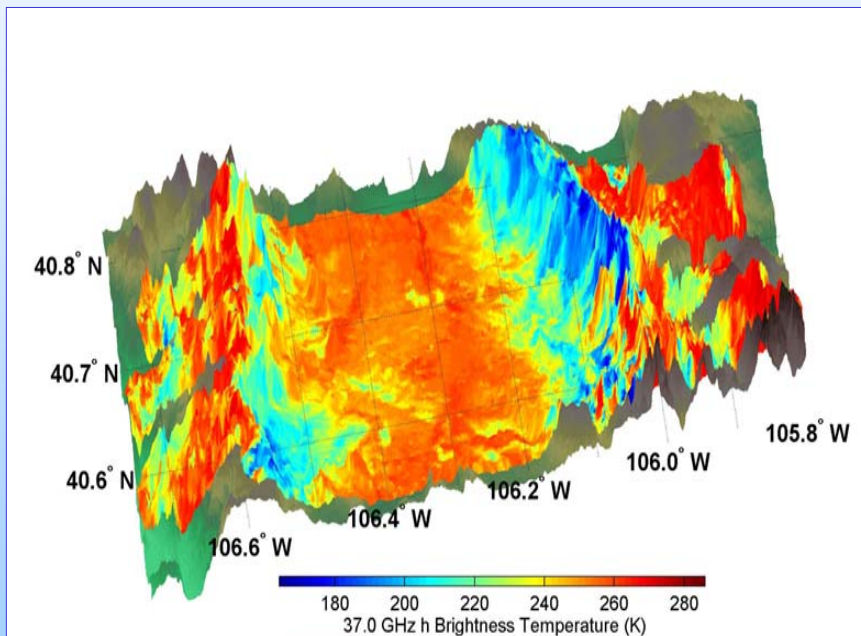 40.8° N
40.7° N
40.6° N
106.6° W
106.4° W
106.2° W
106.0° W
105.8° W
180 200 220 240 260 280
37.0 GHz h Brightness Temperature (K)